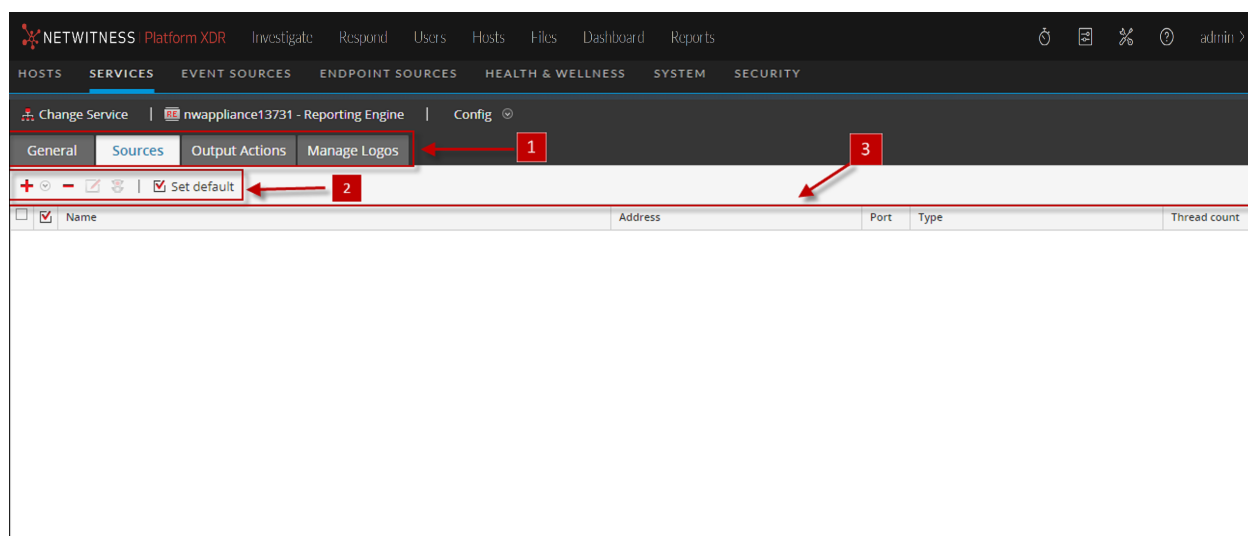 NETWITNESS Platform XDR Investigate Respond Users Hosts Files Dashboard Reports admin >
HOSTS SERVICES EVENT SOURCES ENDPOINT SOURCES HEALTH & WELLNESS SYSTEM SECURITY
Change Service | RE nwappliance13731 - Reporting Engine | Config
General Sources Output Actions Manage Logos 1 3
Set default 2
Name Address Port Type Thread count